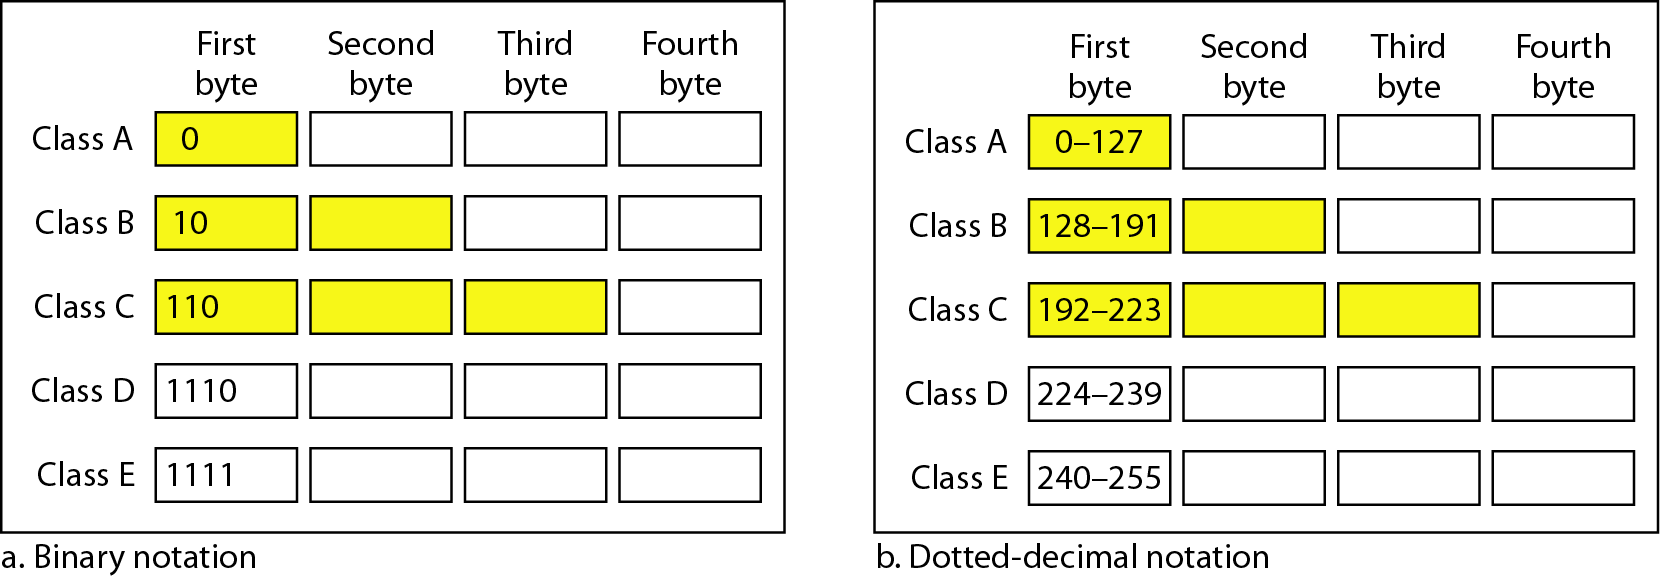 First Second Third Fourth
byte byte byte byte
Class A 0
Class B 10
Class C 110
Class D 1110
Class E 1111
a. Binary notation
First Second Third Fourth
byte byte byte byte
Class A 0–127
Class B 128–191
Class C 192–223
Class D 224–239
Class E 240–255
b. Dotted-decimal notation